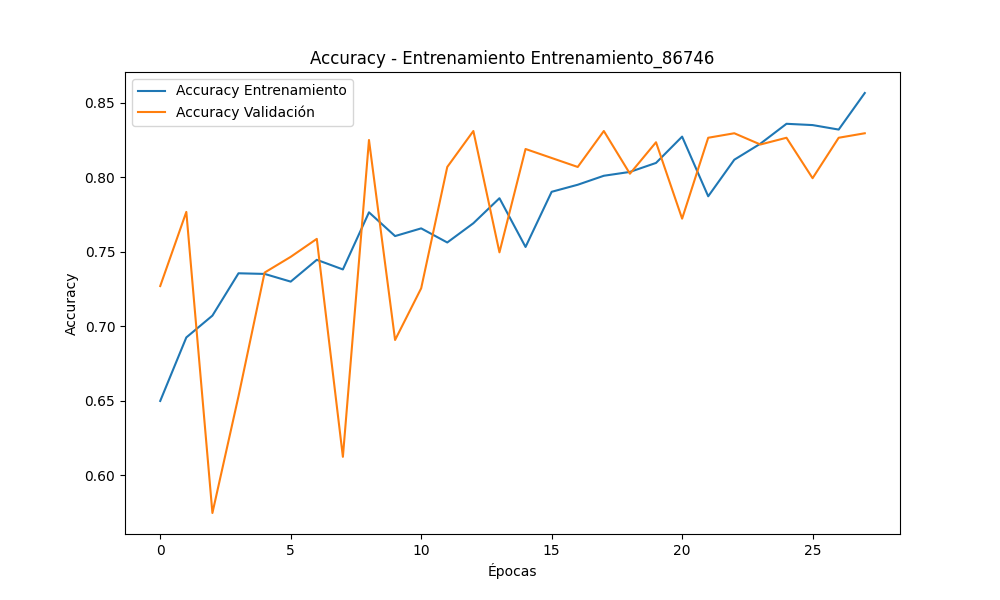 Accuracy - Entrenamiento Entrenamiento_86746
Accuracy Entrenamiento
Accuracy Validación
0.85
0.80
0.75
0.70
0.65
0.60
Accuracy
0 5 10 15 20 25
Épocas